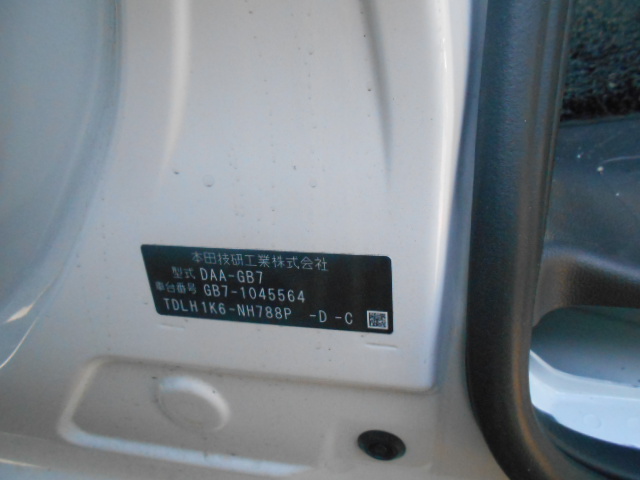 本田技研工業株式会社
型式 DAA-GB7
車台番号 GB7-1045564
TDLH1K6-NH788P -D -C